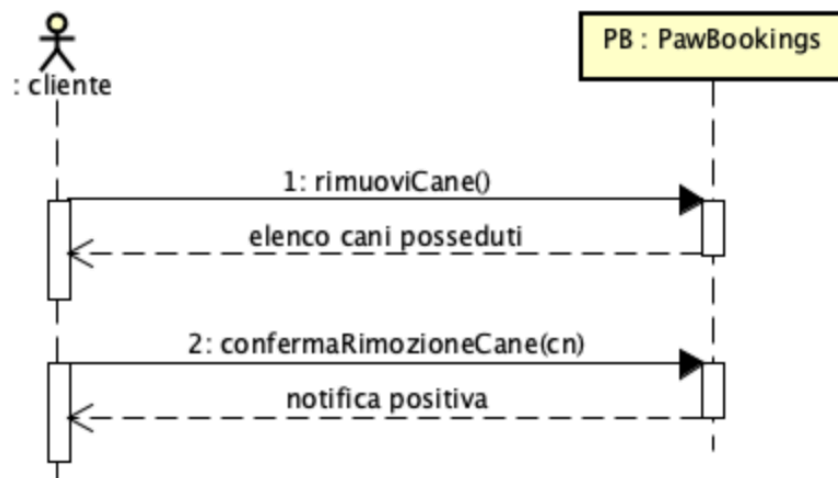 PB : PawBookings
: cliente
1: rimuoviCane()
elenco cani posseduti
2: confermaRimozioneCane(cn)
notifica positiva